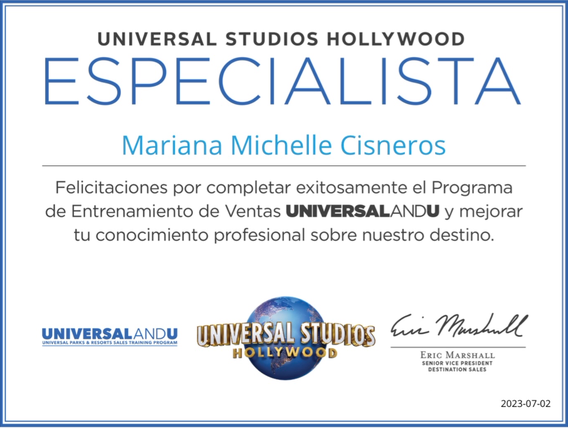 UNIVERSAL STUDIOS HOLLYWOOD
ESPECIALISTA
Mariana Michelle Cisneros
Felicitaciones por completar exitosamente el Programa
de Entrenamiento de Ventas UNIVERSALANDU y mejorar
tu conocimiento profesional sobre nuestro destino.
UNIVERSALANDU
UNIVERSAL PARKS & RESORTS SALES TRAINING PROGRAM
UNIVERSAL STUDIOS
HOLLYWOOD
Eric Marshall
ERIC MARSHALL
SENIOR VICE PRESIDENT
DESTINATION SALES
2023-07-02